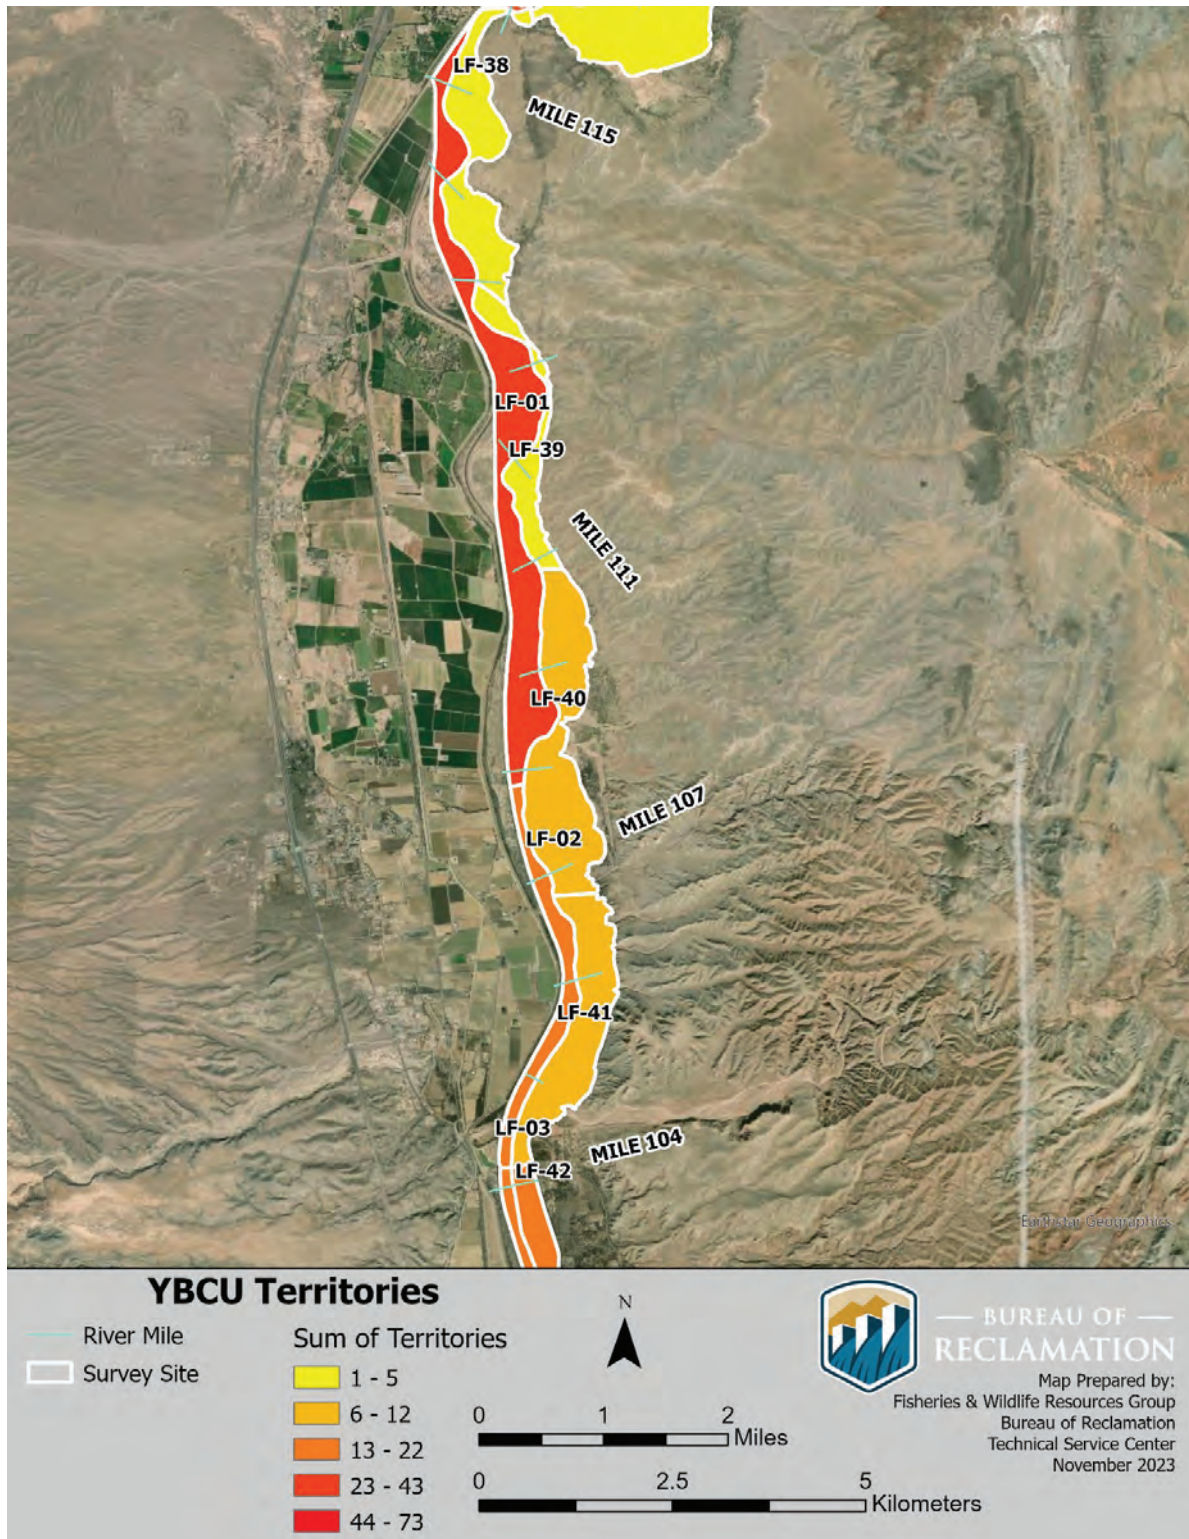 LF-38
MILE 115
LF-01
LF-39
MILE 111
LF-40
MILE 107
LF-02
LF-41
LF-03
MILE 104
LF-42
Earthstar Geographics
YBCU Territories
River Mile
Survey Site
Sum of Territories
1 - 5
6 - 12
13 - 22
23 - 43
44 - 73
N
0 1 2
Miles
0 2.5 5
Kilometers
BUREAU OF
RECLAMATION
Map Prepared by:
Fisheries & Wildlife Resources Group
Bureau of Reclamation
Technical Service Center
November 2023